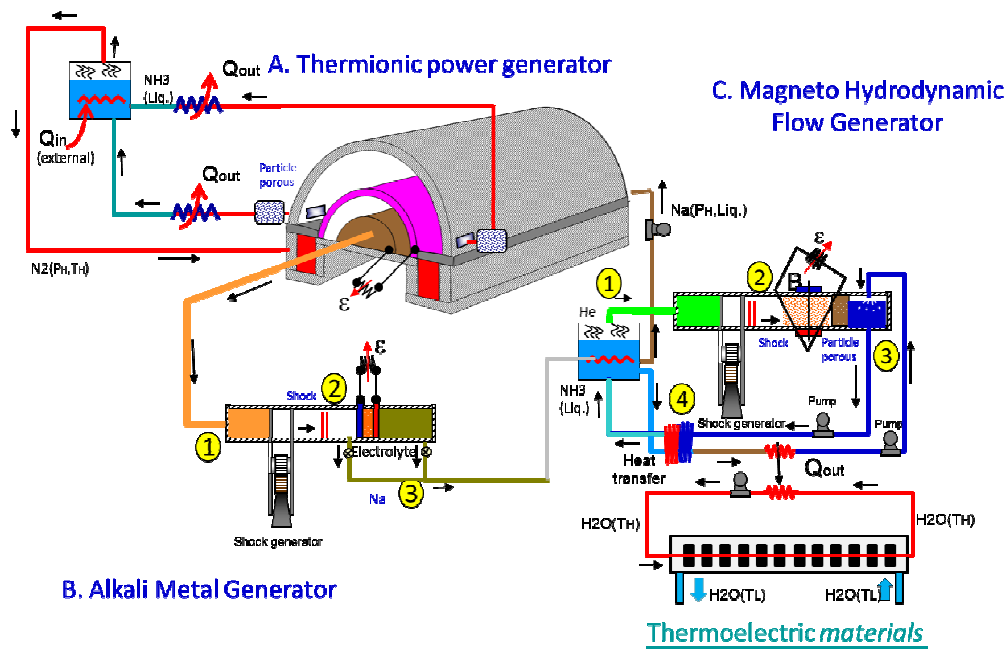 A. Thermionic power generator
Qout
NH3
(Liq.)
Qin
(external)
Qout
Particle
porous
N2(PH,TH)
ε
C. Magneto Hydrodynamic
Flow Generator
Na(PH,Liq.)
1
He
2
B
ε
Shock
Particle
porous
3
NH3
(Liq.)
4
Shock generator
Pump
Pump
Heat
transfer
Qout
1
Shock
2
ε
Electrolyte
3
Na
Shock generator
B. Alkali Metal Generator
H2O(TH)
H2O(TH)
H2O(TL)
H2O(TL)
Thermoelectric materials